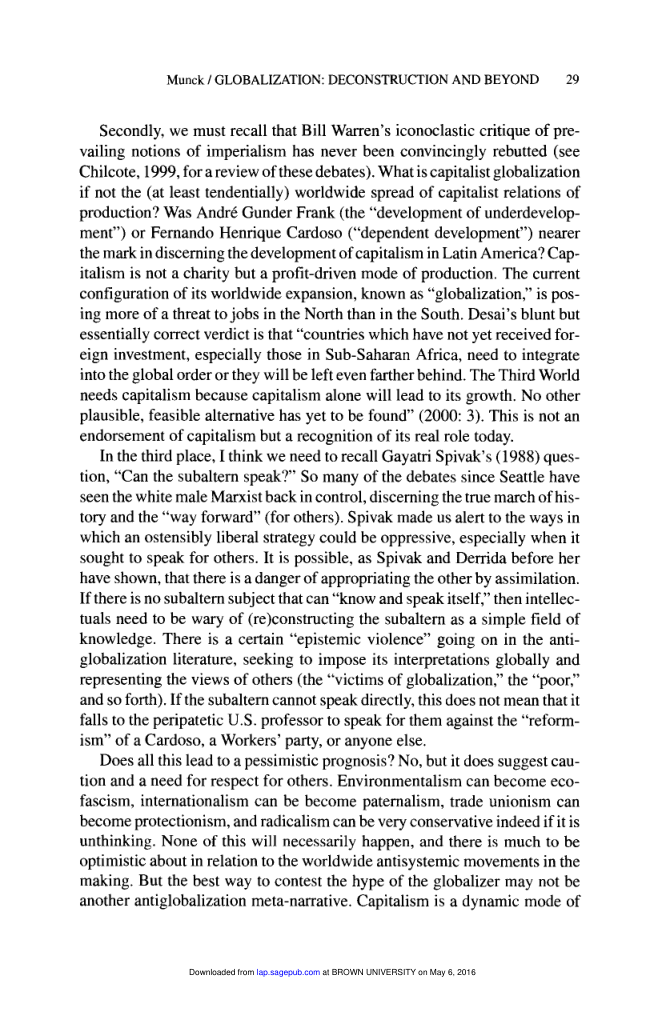 Munck / GLOBALIZATION: DECONSTRUCTION AND BEYOND 29
Secondly, we must recall that Bill Warren's iconoclastic critique of pre-
vailing notions of imperialism has never been convincingly rebutted (see
Chilcote, 1999, for a review of these debates). What is capitalist globalization
if not the (at least tendentially) worldwide spread of capitalist relations of
production? Was André Gunder Frank (the “development of underdevelop-
ment”) or Fernando Henrique Cardoso (“dependent development”) nearer
the mark in discerning the development of capitalism in Latin America? Cap-
italism is not a charity but a profit-driven mode of production. The current
configuration of its worldwide expansion, known as “globalization,” is pos-
ing more of a threat to jobs in the North than in the South. Desai's blunt but
essentially correct verdict is that “countries which have not yet received for-
eign investment, especially those in Sub-Saharan Africa, need to integrate
into the global order or they will be left even farther behind. The Third World
needs capitalism because capitalism alone will lead to its growth. No other
plausible, feasible alternative has yet to be found” (2000: 3). This is not an
endorsement of capitalism but a recognition of its real role today.
In the third place, I think we need to recall Gayatri Spivak's (1988) ques-
tion, “Can the subaltern speak?” So many of the debates since Seattle have
seen the white male Marxist back in control, discerning the true march of his-
tory and the “way forward” (for others). Spivak made us alert to the ways in
which an ostensibly liberal strategy could be oppressive, especially when it
sought to speak for others. It is possible, as Spivak and Derrida before her
have shown, that there is a danger of appropriating the other by assimilation.
If there is no subaltern subject that can “know and speak itself,” then intellec-
tuals need to be wary of (re)constructing the subaltern as a simple field of
knowledge. There is a certain “epistemic violence” going on in the anti-
globalization literature, seeking to impose its interpretations globally and
representing the views of others (the “victims of globalization,” the “poor,”
and so forth). If the subaltern cannot speak directly, this does not mean that it
falls to the peripatetic U.S. professor to speak for them against the “reform-
ism” of a Cardoso, a Workers' party, or anyone else.
Does all this lead to a pessimistic prognosis? No, but it does suggest cau-
tion and a need for respect for others. Environmentalism can become eco-
fascism, internationalism can be become paternalism, trade unionism can
become protectionism, and radicalism can be very conservative indeed if it is
unthinking. None of this will necessarily happen, and there is much to be
optimistic about in relation to the worldwide antisystemic movements in the
making. But the best way to contest the hype of the globalizer may not be
another antiglobalization meta-narrative. Capitalism is a dynamic mode of
Downloaded from lap.sagepub.com at BROWN UNIVERSITY on May 6, 2016